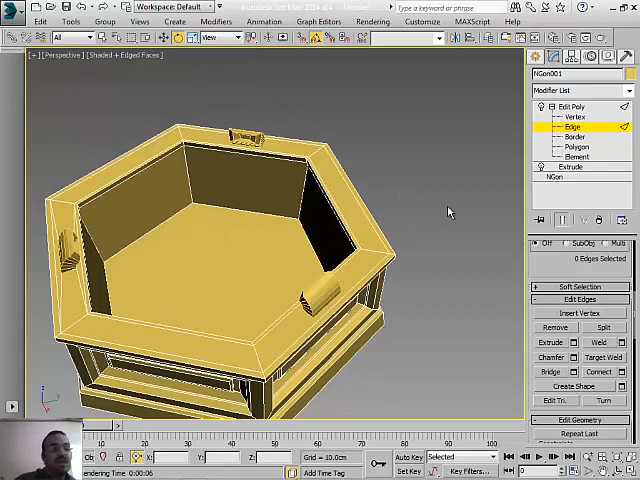 Workspace: Default
Autodesk 3ds Max 2014 x64 Untitled
Type a keyword or phrase
Edit Tools Group Views Create Modifiers Animation Graph Editors Rendering Customize MAXScript Help
All View
[+] [Perspective] [Shaded + Edged Faces]
NGon001
Modifier List
Edit Poly
Vertex
Edge
Border
Polygon
Element
Extrude
NGon
Off SubObj Multi
0 Edges Selected
Soft Selection
Edit Edges
Insert Vertex
Remove Split
Extrude Weld
Chamfer Target Weld
Bridge Connect
Create Shape
Edit Tri. Turn
Edit Geometry
Repeat Last
Constraints
z
x
10 20 30 40 50 60 70 80 90 100
X: Y: Z: Grid = 10.0cm
Auto Key Selected
Rendering Time 0:00:06 Add Time Tag
Set Key Key Filters... 0